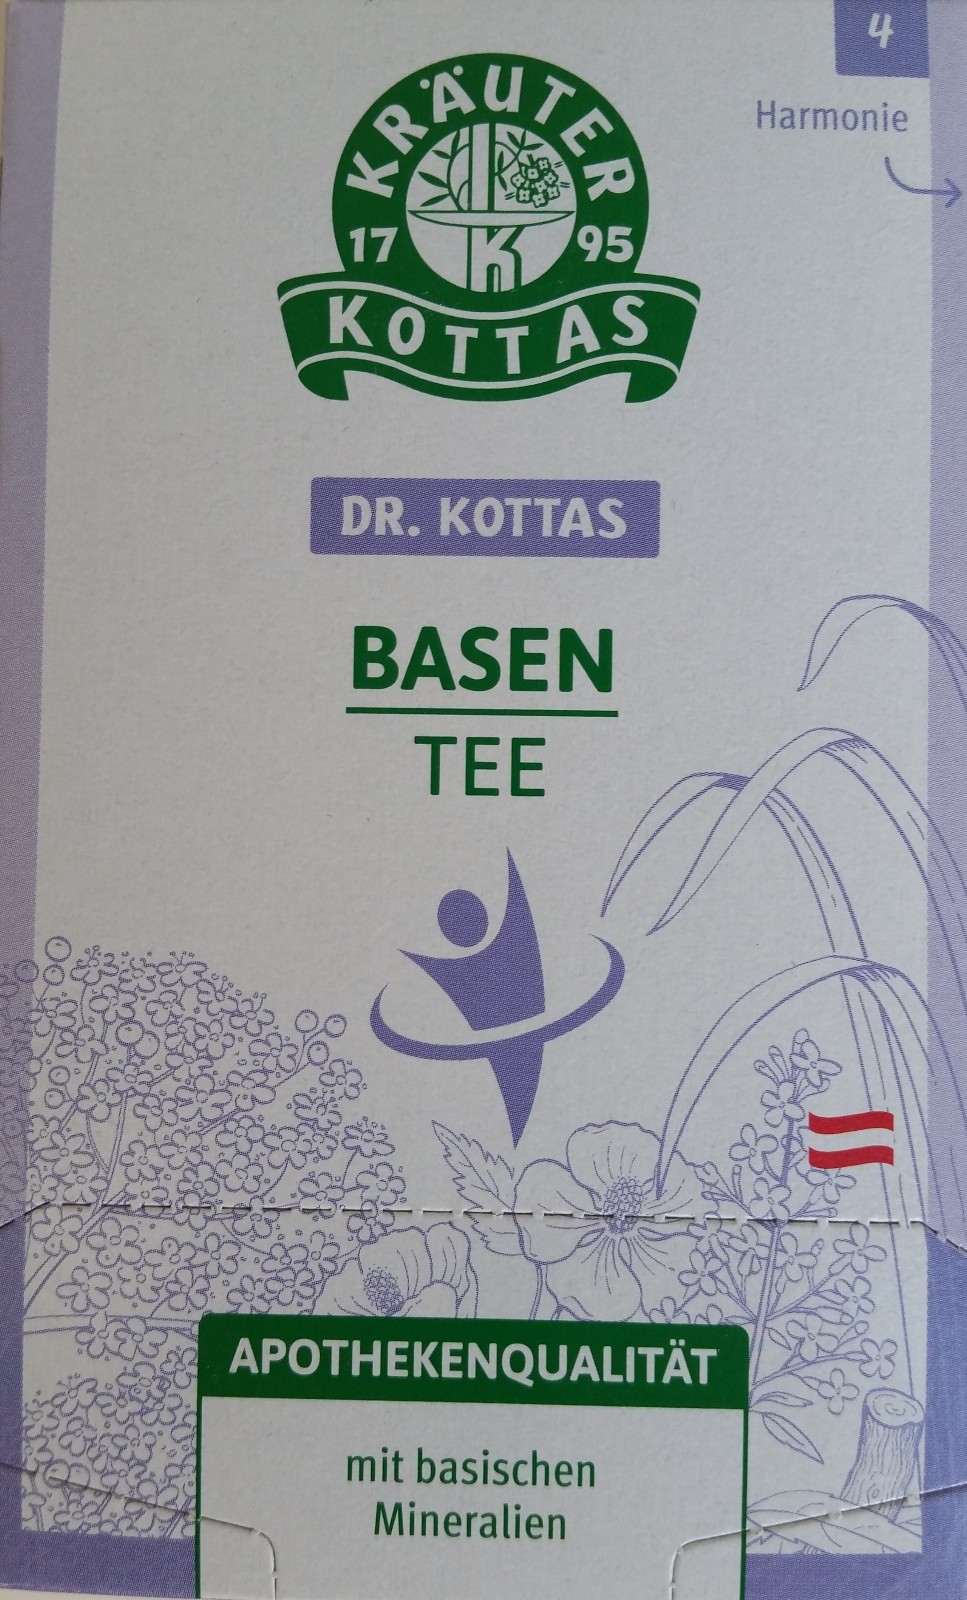 4
Harmonie
KRÄUTER
17 95
K
KOTTAS
DR. KOTTAS
BASEN
TEE
APOTHEKENQUALITÄT
mit basischen
Mineralien